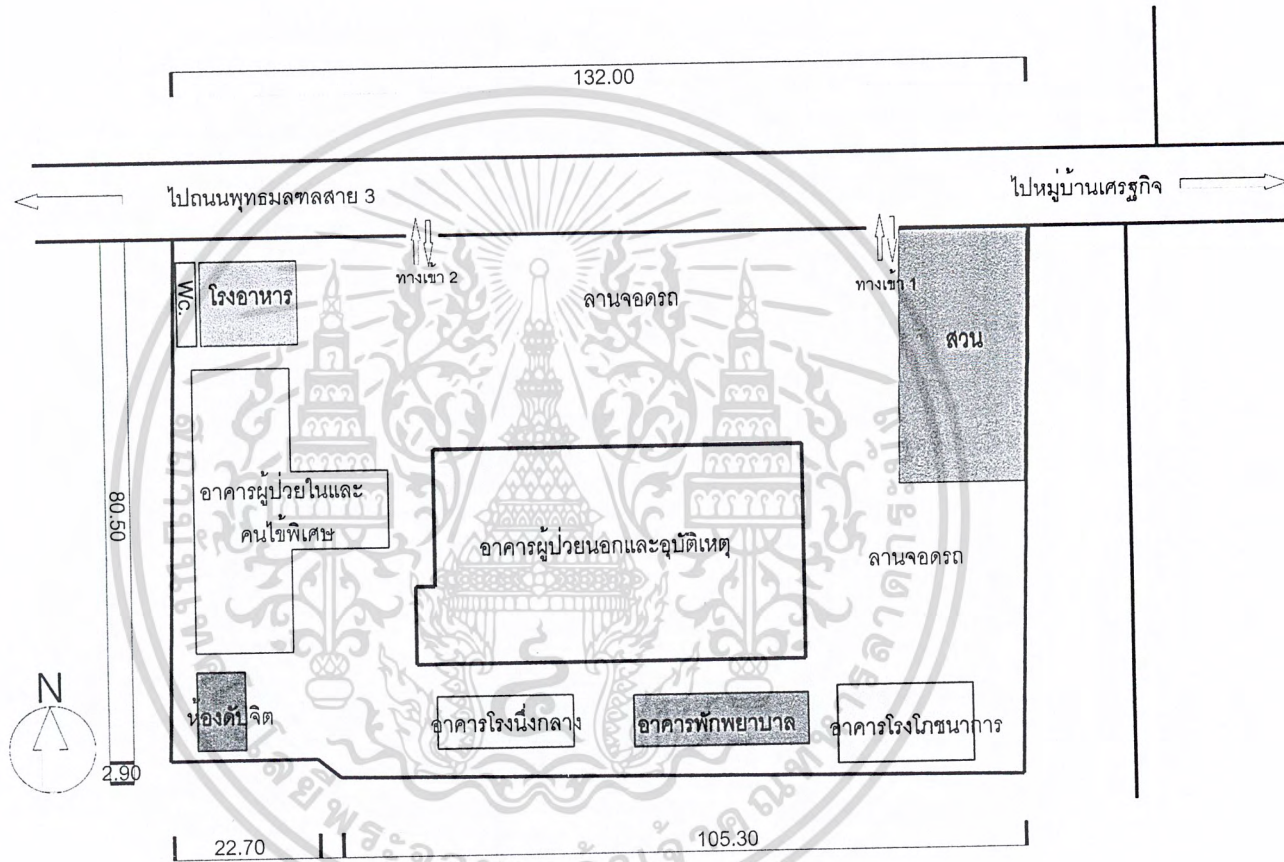 132.00
ไปถนนพุทธมลฑลสาย 3
ไปหมู่บ้านเศรฐกิจ
ทางเข้า 2
ทางเข้า 1
Wc.
โรงอาหาร
ลานจอดรถ
สวน
80.50
อาคารผู้ป่วยในและ
คนไข้พิเศษ
อาคารผู้ป่วยนอกและอุบัติเหตุ
ลานจอดรถ
N
ห้องดับจิต
อาคารโรงนึ่งกลาง
อาคารพักพยาบาล
อาคารโรงโภชนาการ
2.90
22.70
105.30